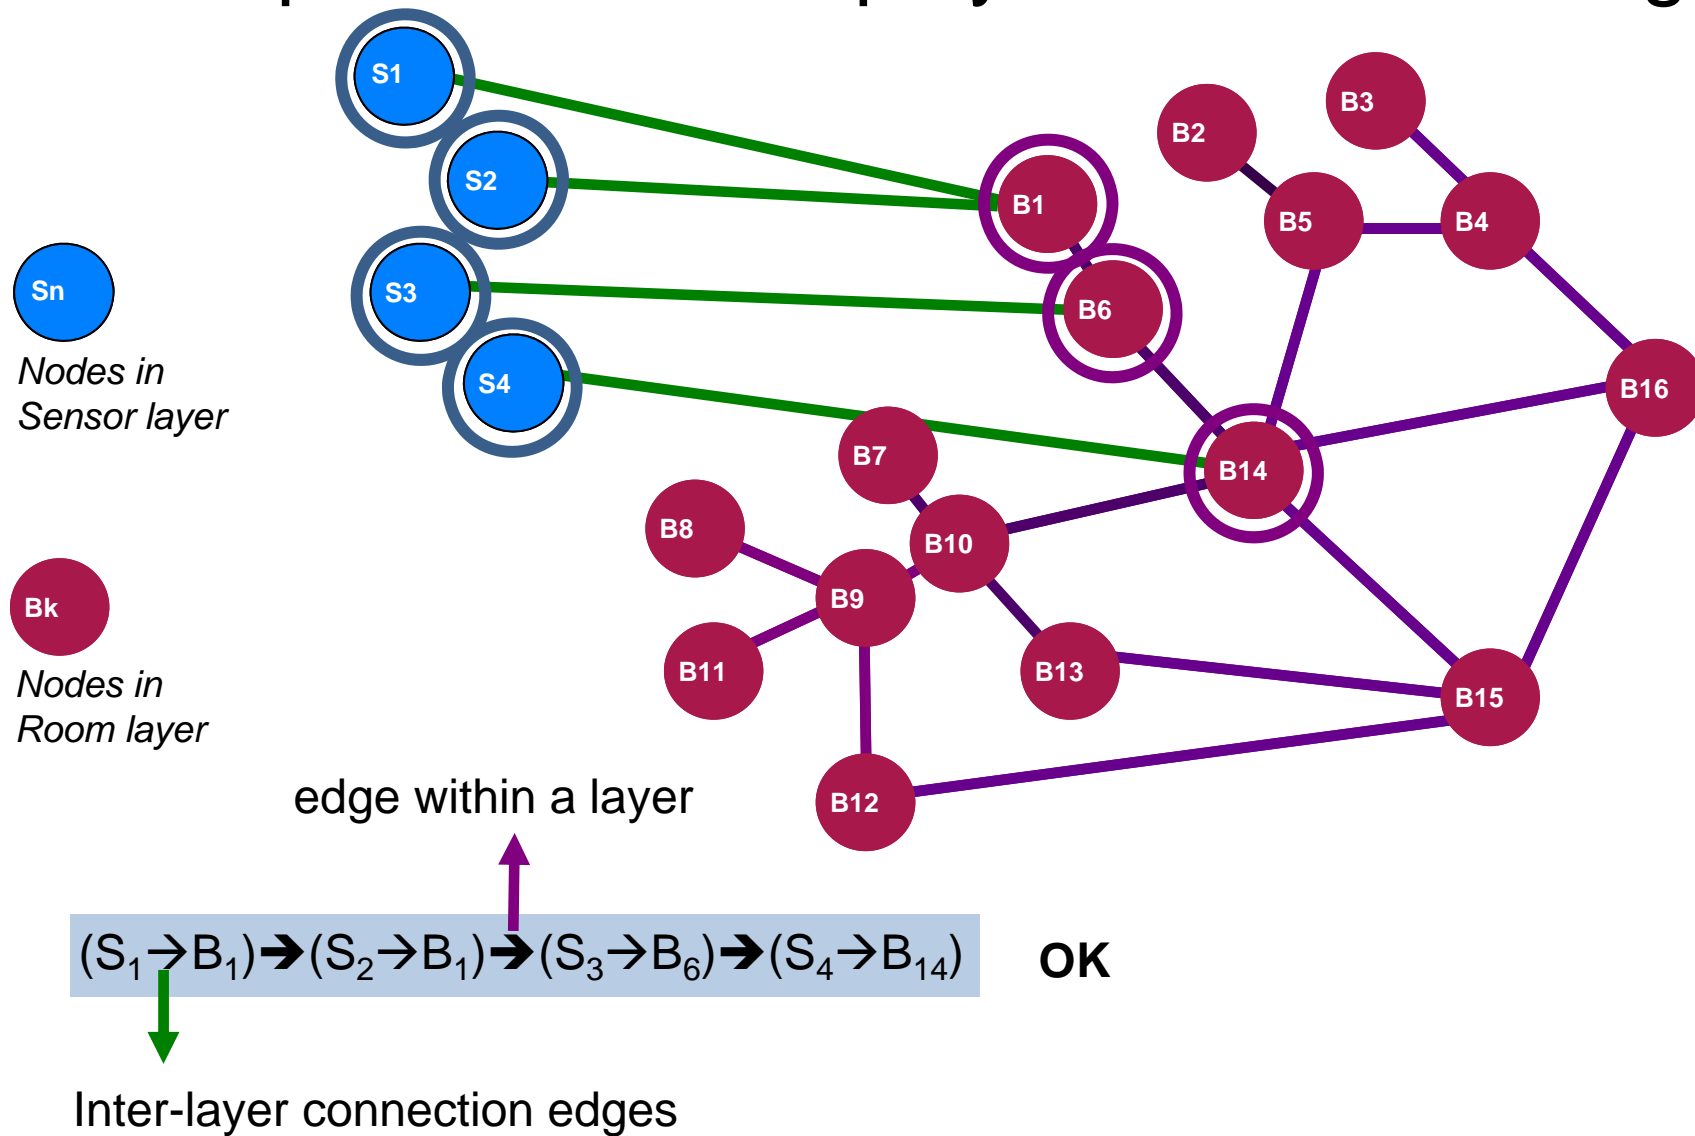 S1
S2
S3
S4
Sn
Nodes in
Sensor layer
Bk
Nodes in
Room layer
B1
B2
B3
B4
B5
B6
B7
B8
B9
B10
B11
B12
B13
B14
B15
B16
edge within a layer
(S₁→B₁)➔(S₂→B₁)➔(S₃→B₆)➔(S₄→B₁₄) OK
Inter-layer connection edges